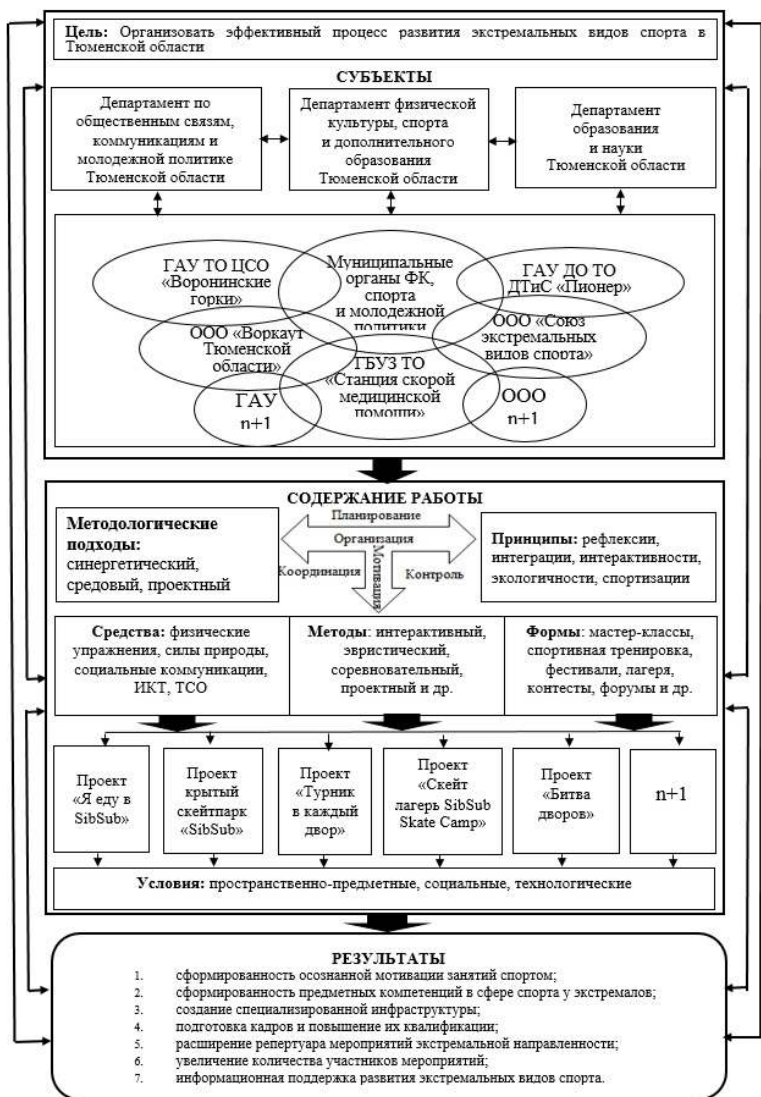 Цель: Организовать эффективный процесс развития экстремальных видов спорта в
Тюменской области
СУБЪЕКТЫ
Департамент по
общественным связям,
коммуникациям и
молодежной политике
Тюменской области
Департамент физической
культуры, спорта
и дополнительного
образования
Тюменской области
Департамент
образования
и науки
Тюменской области
ГАУ ТО ЦСО
«Воронинские
горки»
Муниципальные
органы ФК,
спорта
и молодежной
политики
ГАУ ДО ТО
ДТиС «Пионер»
ООО «Воркаут
Тюменской
области»
ООО «Союз
экстремальных
видов спорта»
ГБУЗ ТО
«Станция скорой
медицинской
помощи»
ГАУ
n+1
ООО
n+1
СОДЕРЖАНИЕ РАБОТЫ
Методологические
подходы:
синергетический,
средовый, проектный
Планирование
Организация
Координация
Мотивация
Контроль
Принципы: рефлексии,
интеграции, интерактивности,
экологичности, спортизации
Средства: физические
упражнения, силы природы,
социальные коммуникации,
ИКТ, ТСО
Методы: интерактивный,
эвристический,
соревновательный,
проектный и др.
Формы: мастер-классы,
спортивная тренировка,
фестивали, лагеря,
контесты, форумы и др.
Проект
«Я еду в
SibSub»
Проект
крытый
скейтпарк
«SibSub»
Проект
«Турник
в каждый
двор»
Проект
«Скейт
лагерь SibSub
Skate Camp»
Проект
«Битва
дворов»
n+1
Условия: пространственно-предметные, социальные, технологические
РЕЗУЛЬТАТЫ
1. сформированность осознанной мотивации занятий спортом;
2. сформированность предметных компетенций в сфере спорта у экстремалов;
3. создание специализированной инфраструктуры;
4. подготовка кадров и повышение их квалификации;
5. расширение репертуара мероприятий экстремальной направленности;
6. увеличение количества участников мероприятий;
7. информационная поддержка развития экстремальных видов спорта.